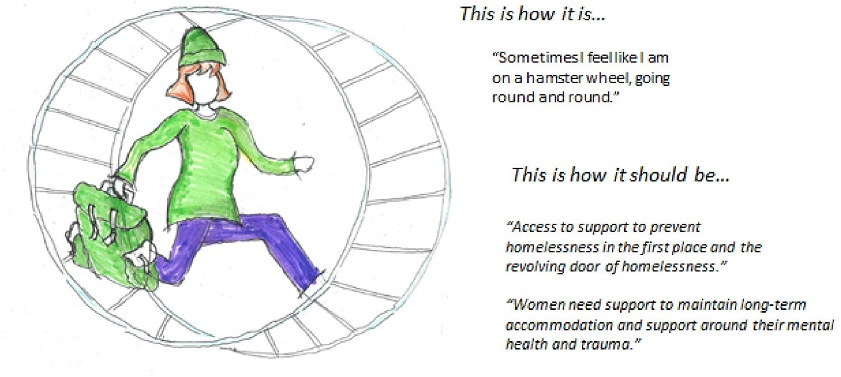 This is how it is...
"Sometimes I feel like I am
on a hamster wheel, going
round and round."
This is how it should be...
"Access to support to prevent
homelessness in the first place and the
revolving door of homelessness."
"Women need support to maintain long-term
accommodation and support around their mental
health and trauma."